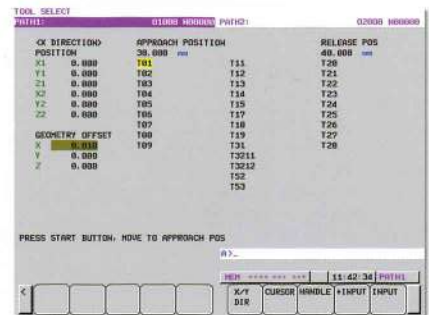 TOOL SELECT
PATH1: O1000 N00000 PATH2: O2000 N00000
<X DIRECTION> APPROACH POSITION RELEASE POS
POSITION 30.000 mm 40.000 mm
X1 0.000 T01 T11 T20
Y1 0.000 T02 T12 T21
Z1 0.000 T03 T13 T22
X2 0.000 T04 T14 T23
Y2 0.000 T05 T15 T24
Z2 0.000 T06 T16 T25
T07 T18 T26
GEOMETRY OFFSET T08 T19 T27
X 0.010 T09 T31 T28
Y 0.000 T3211
Z 0.000 T3212
T52
T53
PRESS START BUTTON, MOVE TO APPROACH POS
A>_
MEM **** *** *** 11:42:34 PATH1
< X/Y DIR CURSOR HANDLE +INPUT INPUT